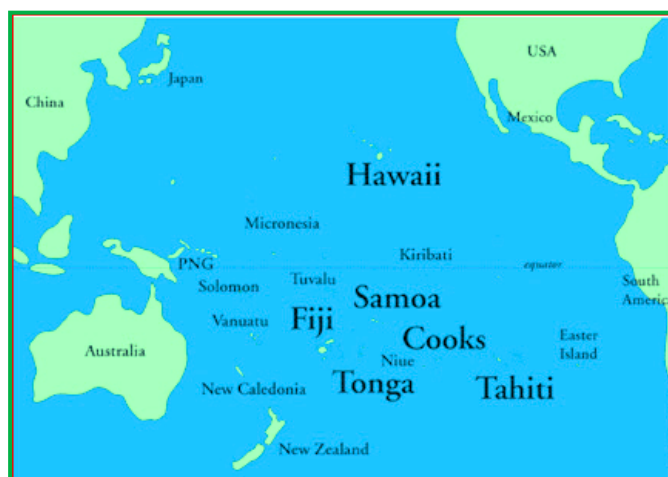 USA
Japan
China
Mexico
Hawaii
Micronesia
Kiribati
PNG
equator
Tuvalu
South
America
Solomon
Samoa
Fiji
Vanuatu
Cooks
Easter
Island
Australia
Niue
Tonga
Tahiti
New Caledonia
New Zealand